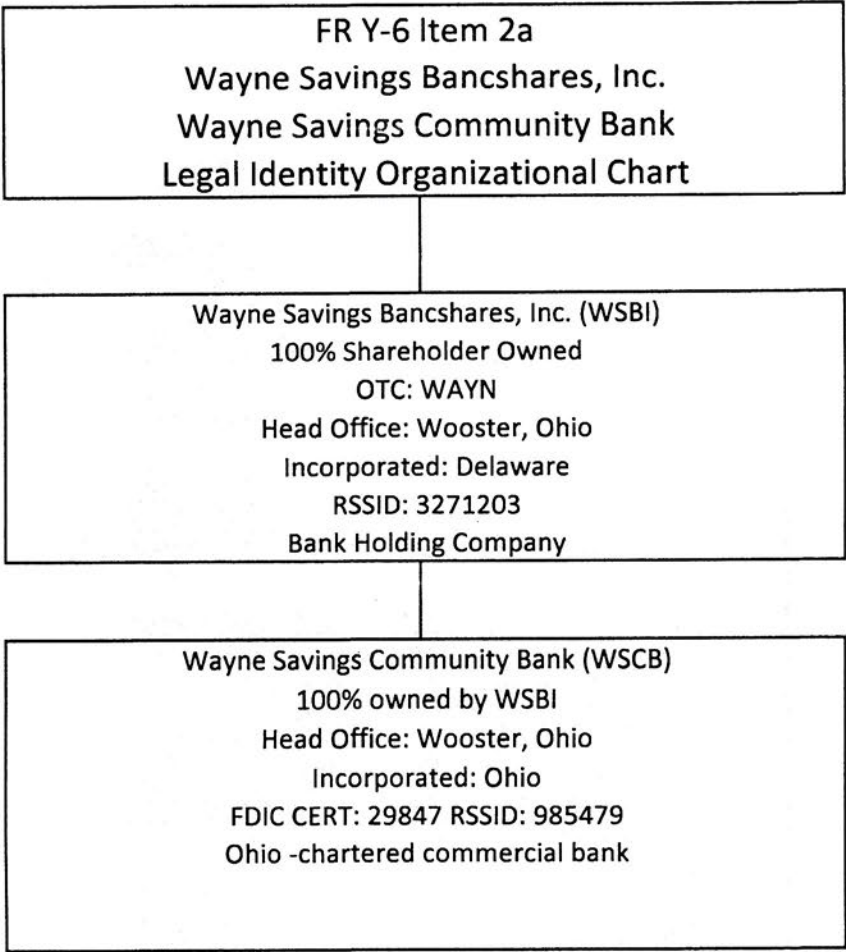 FR Y-6 Item 2a
Wayne Savings Bancshares, Inc.
Wayne Savings Community Bank
Legal Identity Organizational Chart
Wayne Savings Bancshares, Inc. (WSBI)
100% Shareholder Owned
OTC: WAYN
Head Office: Wooster, Ohio
Incorporated: Delaware
RSSID: 3271203
Bank Holding Company
Wayne Savings Community Bank (WSCB)
100% owned by WSBI
Head Office: Wooster, Ohio
Incorporated: Ohio
FDIC CERT: 29847 RSSID: 985479
Ohio -chartered commercial bank